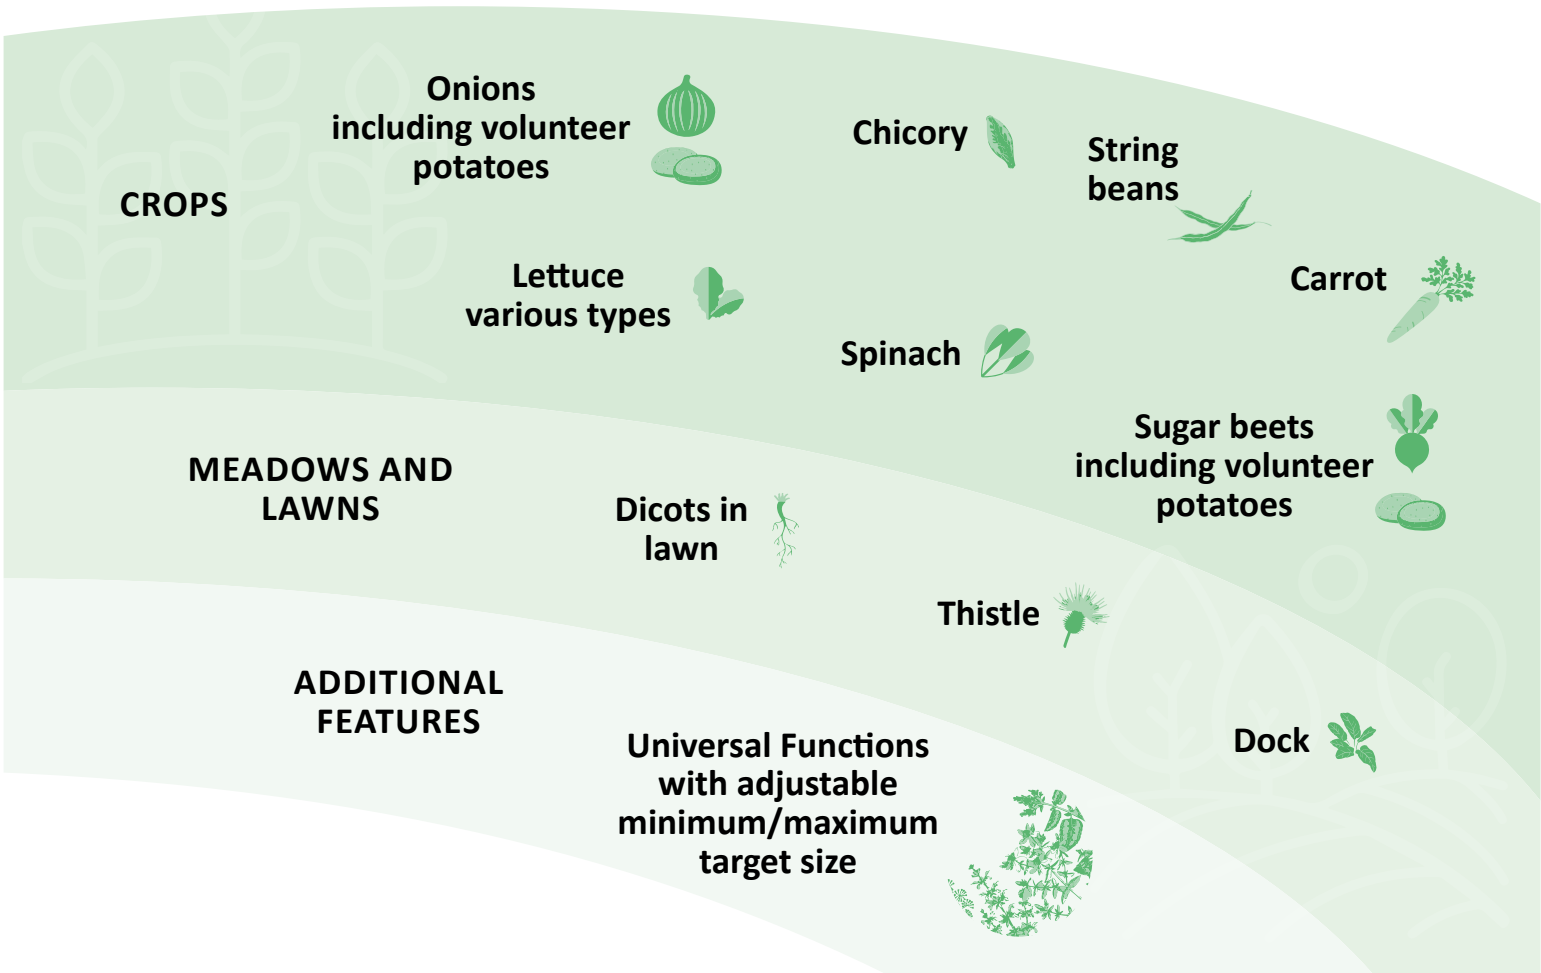 CROPS
Onions
including volunteer
potatoes
Chicory
String
beans
Lettuce
various types
Carrot
Spinach
Sugar beets
including volunteer
potatoes
MEADOWS AND
LAWNS
Dicots in
lawn
Thistle
Dock
ADDITIONAL
FEATURES
Universal Functions
with adjustable
minimum/maximum
target size